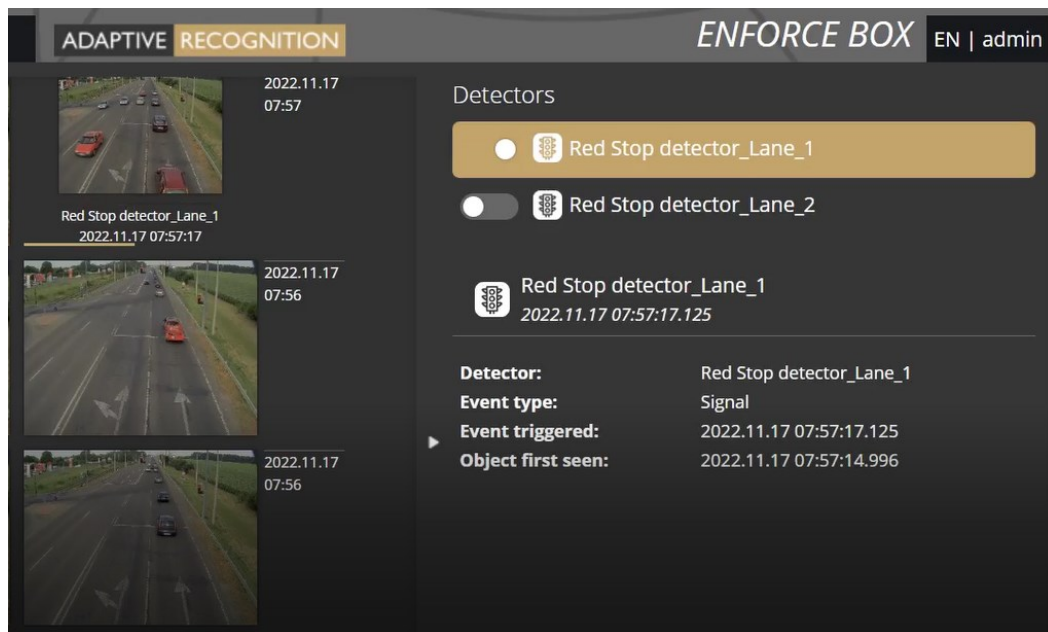 ADAPTIVE RECOGNITION
ENFORCE BOX
EN | admin
2022.11.17
07:57
Red Stop detector_Lane_1
2022.11.17 07:57:17
2022.11.17
07:56
2022.11.17
07:56
Detectors
Red Stop detector_Lane_1
Red Stop detector_Lane_2
Red Stop detector_Lane_1
2022.11.17 07:57:17.125
Detector: Red Stop detector_Lane_1
Event type: Signal
Event triggered: 2022.11.17 07:57:17.125
Object first seen: 2022.11.17 07:57:14.996